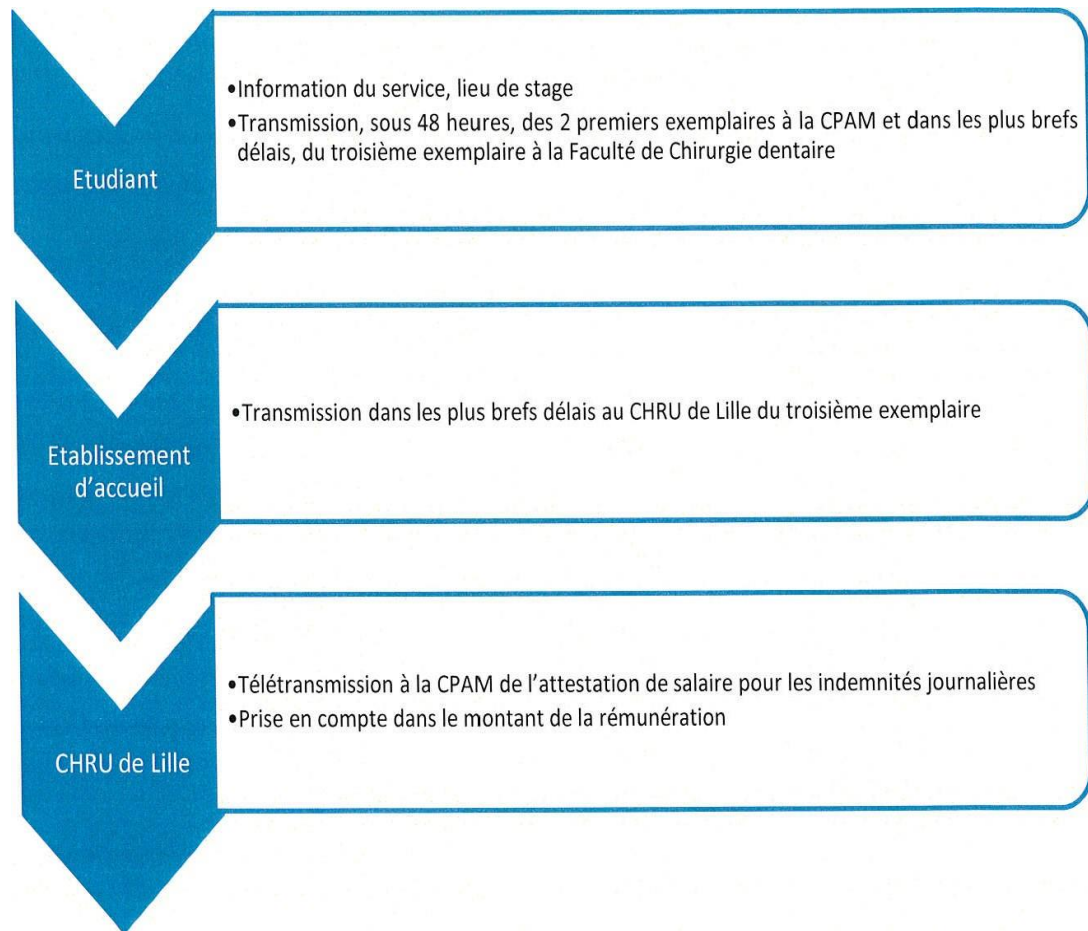 Etudiant
•Information du service, lieu de stage
•Transmission, sous 48 heures, des 2 premiers exemplaires à la CPAM et dans les plus brefs
délais, du troisième exemplaire à la Faculté de Chirurgie dentaire
Etablissement
d’accueil
•Transmission dans les plus brefs délais au CHRU de Lille du troisième exemplaire
CHRU de Lille
•Télétransmission à la CPAM de l’attestation de salaire pour les indemnités journalières
•Prise en compte dans le montant de la rémunération